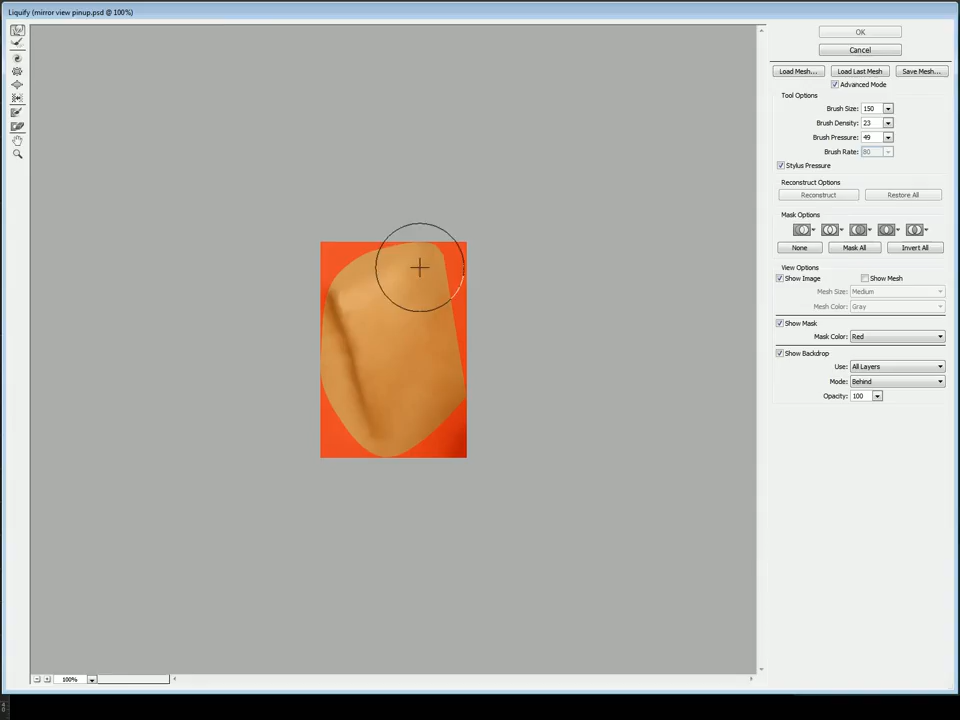 Liquify (mirror view pinup.psd @ 100%)
OK
Cancel
Load Mesh... Load Last Mesh Save Mesh...
Advanced Mode
Tool Options
Brush Size: 150
Brush Density: 23
Brush Pressure: 49
Brush Rate: 80
Stylus Pressure
Reconstruct Options
Reconstruct Restore All
Mask Options
None Mask All Invert All
View Options
Show Image Show Mesh
Mesh Size: Medium
Mesh Color: Gray
Show Mask
Mask Color: Red
Show Backdrop
Use: All Layers
Mode: Behind
Opacity: 100
100%